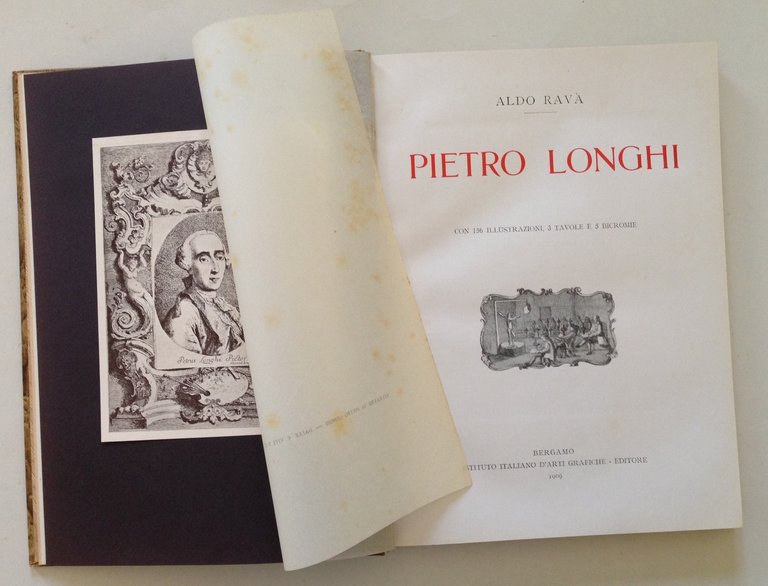 Petrus Longhi Pictor
ALDO RAVÀ
PIETRO LONGHI
CON 156 ILLUSTRAZIONI, 3 TAVOLE E 5 BICROMIE
BERGAMO
STITUTO ITALIANO D'ARTI GRAFICHE - EDITORE
1909